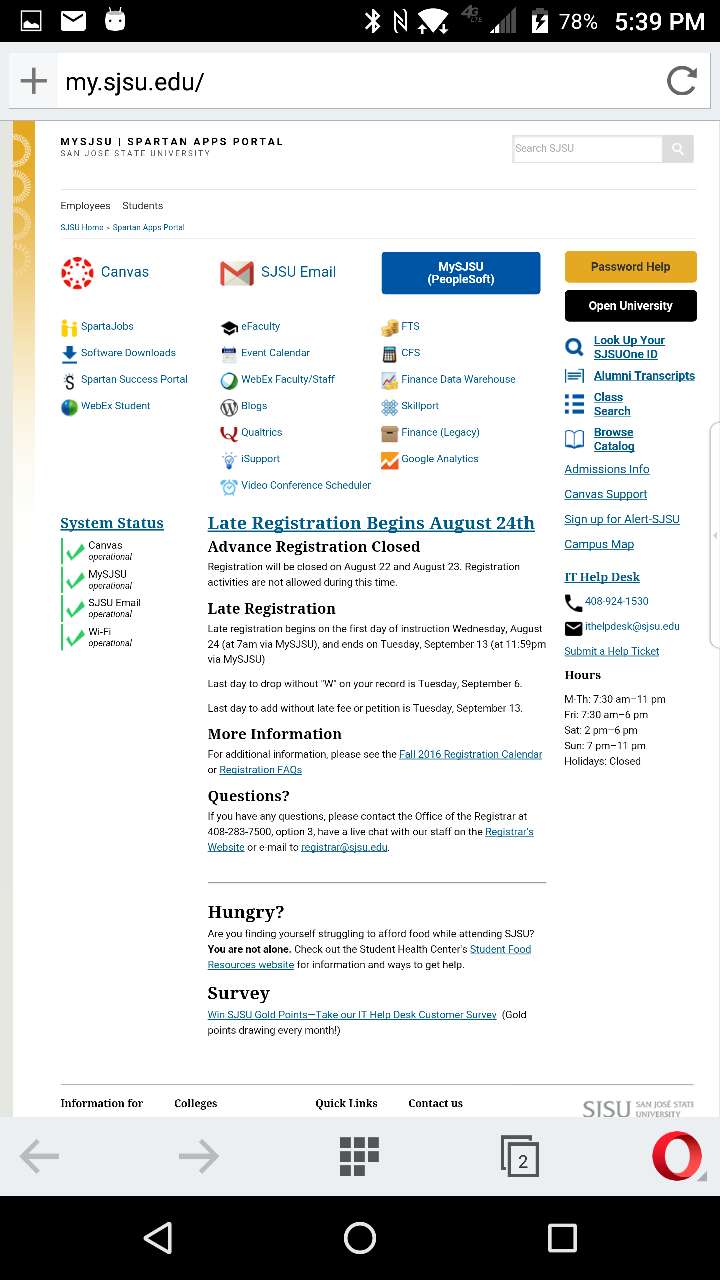 4G LTE 78% 5:39 PM
my.sjsu.edu/
MYSJSU | SPARTAN APPS PORTAL
SAN JOSE STATE UNIVERSITY
Search SJSU
Employees Students
SJSU Home » Spartan Apps Portal
Canvas
SJSU Email
MySJSU
(PeopleSoft)
SpartaJobs
Software Downloads
Spartan Success Portal
WebEx Student
eFaculty
Event Calendar
WebEx Faculty/Staff
Blogs
Qualtrics
iSupport
Video Conference Scheduler
FTS
CFS
Finance Data Warehouse
Skillport
Finance (Legacy)
Google Analytics
Password Help
Open University
Look Up Your
SJSUOne ID
Alumni Transcripts
Class
Search
Browse
Catalog
Admissions Info
Canvas Support
Sign up for Alert-SJSU
Campus Map
IT Help Desk
408-924-1530
ithelpdesk@sjsu.edu
Submit a Help Ticket
Hours
M-Th: 7:30 am–11 pm
Fri: 7:30 am–6 pm
Sat: 2 pm–6 pm
Sun: 7 pm–11 pm
Holidays: Closed
System Status
Canvas
operational
MySJSU
operational
SJSU Email
operational
Wi-Fi
operational
Late Registration Begins August 24th
Advance Registration Closed
Registration will be closed on August 22 and August 23. Registration
activities are not allowed during this time.
Late Registration
Late registration begins on the first day of instruction Wednesday, August
24 (at 7am via MySJSU), and ends on Tuesday, September 13 (at 11:59pm
via MySJSU)
Last day to drop without "W" on your record is Tuesday, September 6.
Last day to add without late fee or petition is Tuesday, September 13.
More Information
For additional information, please see the Fall 2016 Registration Calendar
or Registration FAQs
Questions?
If you have any questions, please contact the Office of the Registrar at
408-283-7500, option 3, have a live chat with our staff on the Registrar's
Website or e-mail to registrar@sjsu.edu.
Hungry?
Are you finding yourself struggling to afford food while attending SJSU?
You are not alone. Check out the Student Health Center's Student Food
Resources website for information and ways to get help.
Survey
Win SJSU Gold Points—Take our IT Help Desk Customer Survey (Gold
points drawing every month!)
Information for Colleges Quick Links Contact us
SJSU SAN JOSÉ STATE
UNIVERSITY
2